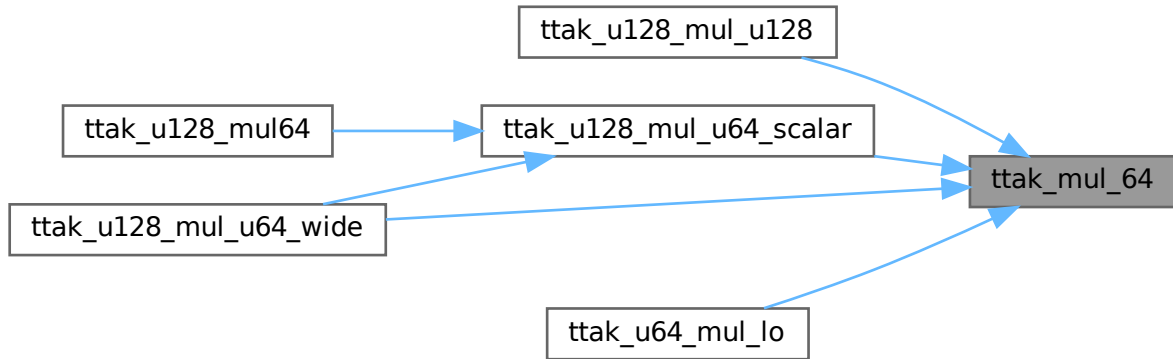 ttak_u128_mul_u128
ttak_u128_mul64
ttak_u128_mul_u64_scalar
ttak_mul_64
ttak_u128_mul_u64_wide
ttak_u64_mul_lo